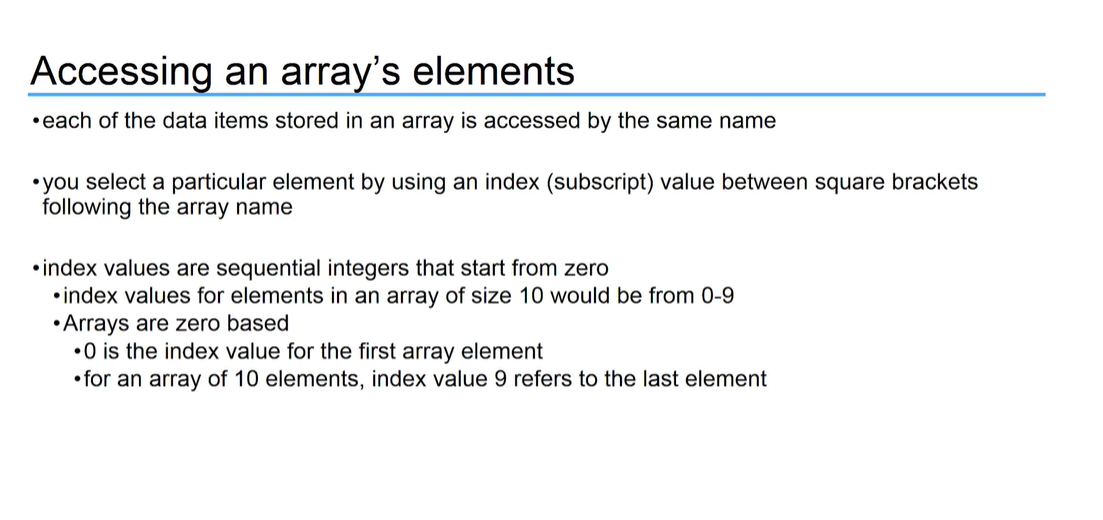 Accessing an array’s elements
•each of the data items stored in an array is accessed by the same name
•you select a particular element by using an index (subscript) value between square brackets
following the array name
•index values are sequential integers that start from zero
•index values for elements in an array of size 10 would be from 0-9
•Arrays are zero based
•0 is the index value for the first array element
•for an array of 10 elements, index value 9 refers to the last element